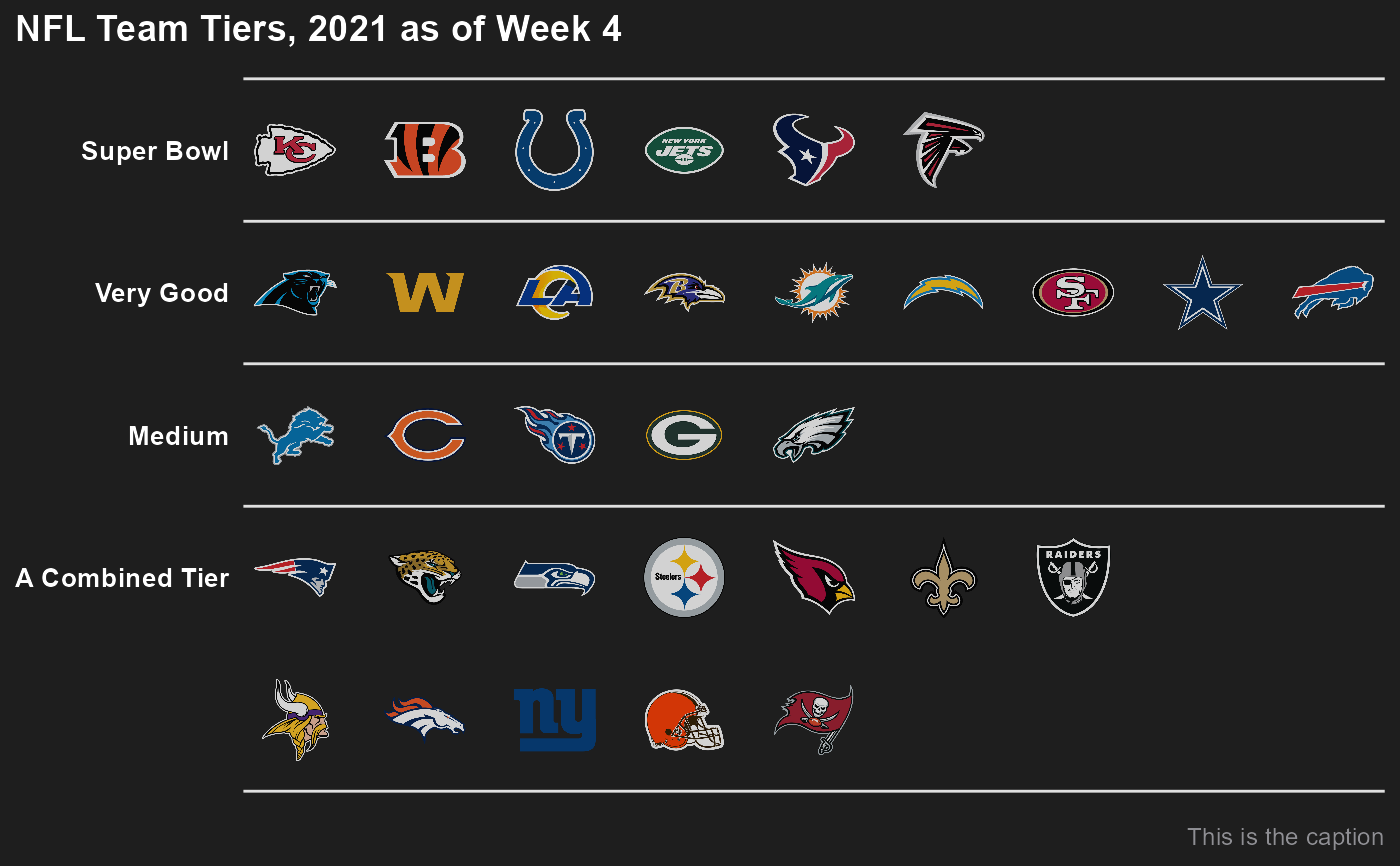 NFL Team Tiers, 2021 as of Week 4
Super Bowl
KC
B
NEW YORK
JETS
Very Good
W
LA
B
SF
Medium
C
T
G
A Combined Tier
Steelers
RAIDERS
ny
This is the caption